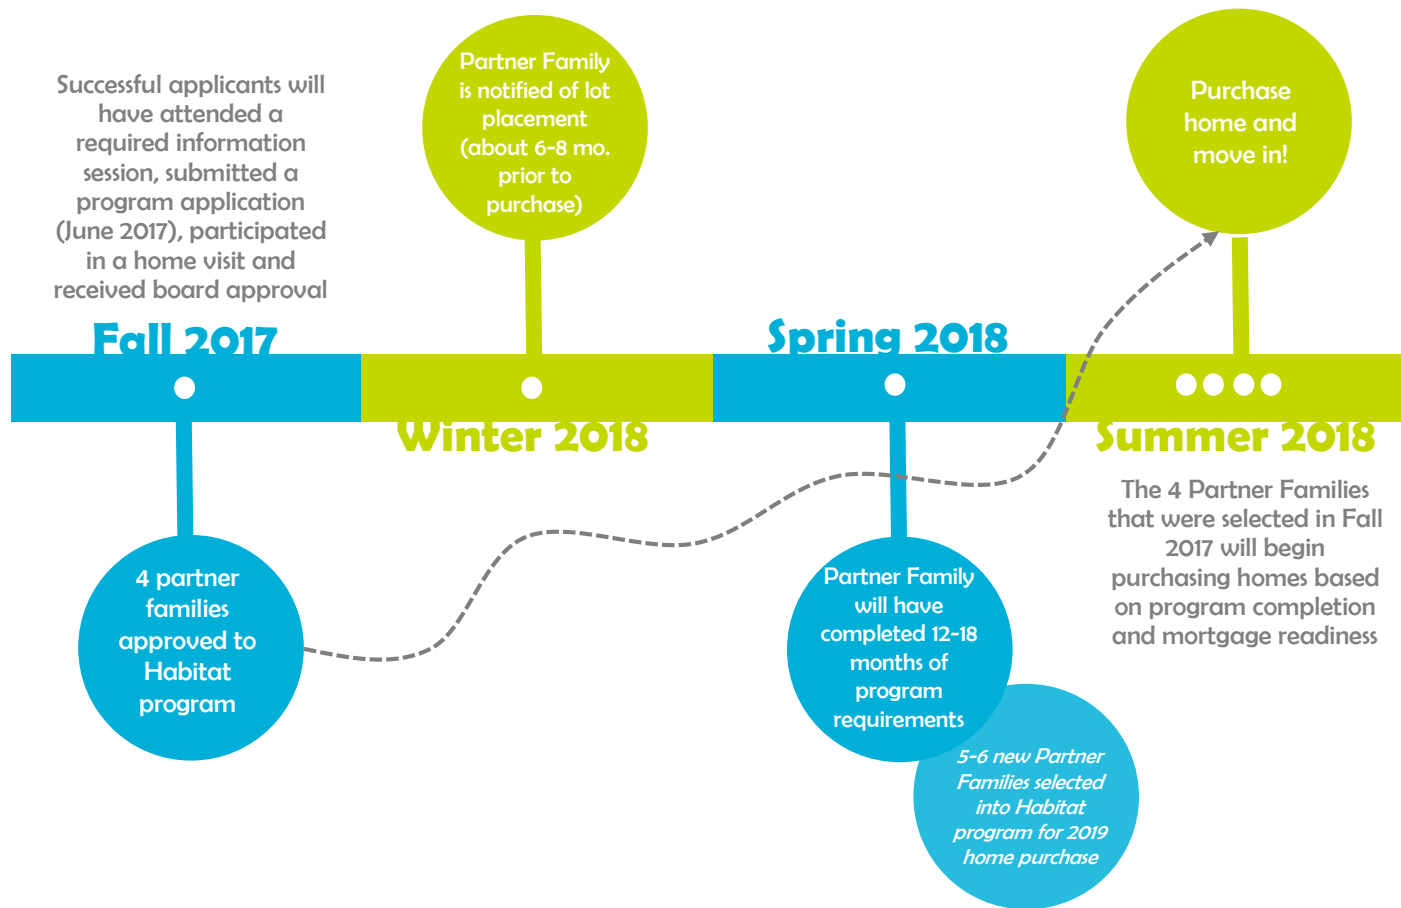 Successful applicants will
have attended a
required information
session, submitted a
program application
(June 2017), participated
in a home visit and
received board approval
Fall 2017
4 partner
families
approved to
Habitat
program
Partner Family
is notified of lot
placement
(about 6-8 mo.
prior to
purchase)
Winter 2018
Spring 2018
Partner Family
will have
completed 12-18
months of
program
requirements
5-6 new Partner
Families selected
into Habitat
program for 2019
home purchase
Purchase
home and
move in!
Summer 2018
The 4 Partner Families
that were selected in Fall
2017 will begin
purchasing homes based
on program completion
and mortgage readiness